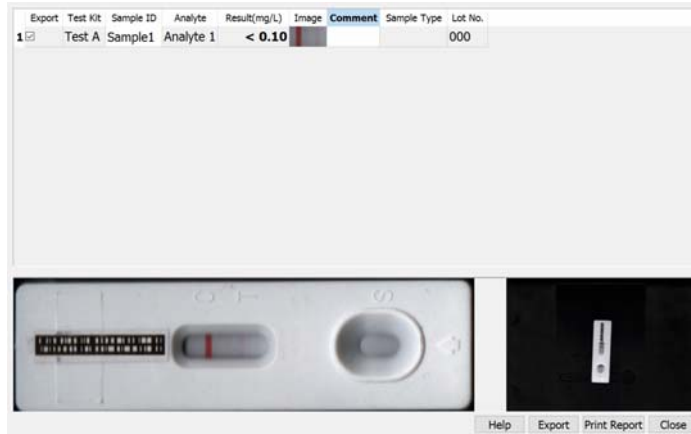 Export Test Kit Sample ID Analyte Result(mg/L) Image Comment Sample Type Lot No.
1 Test A Sample1 Analyte 1 < 0.10 000
C T S
Help Export Print Report Close